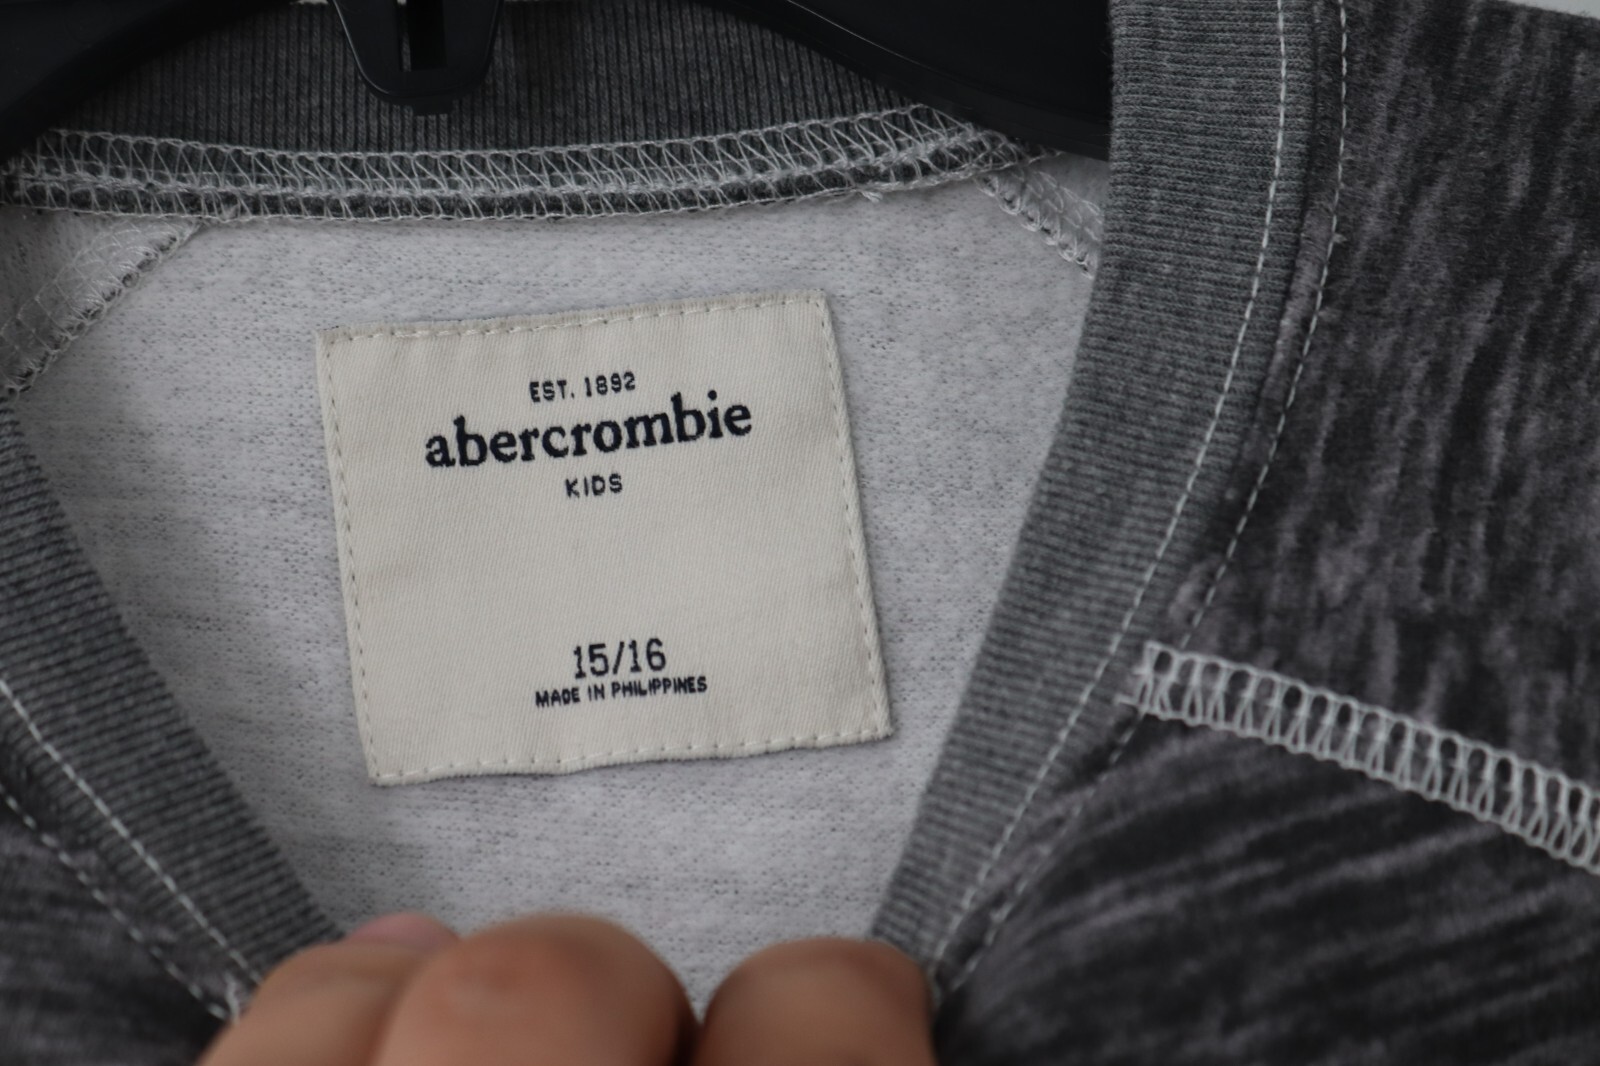 EST. 1892
abercrombie
KIDS
15/16
MADE IN PHILIPPINES